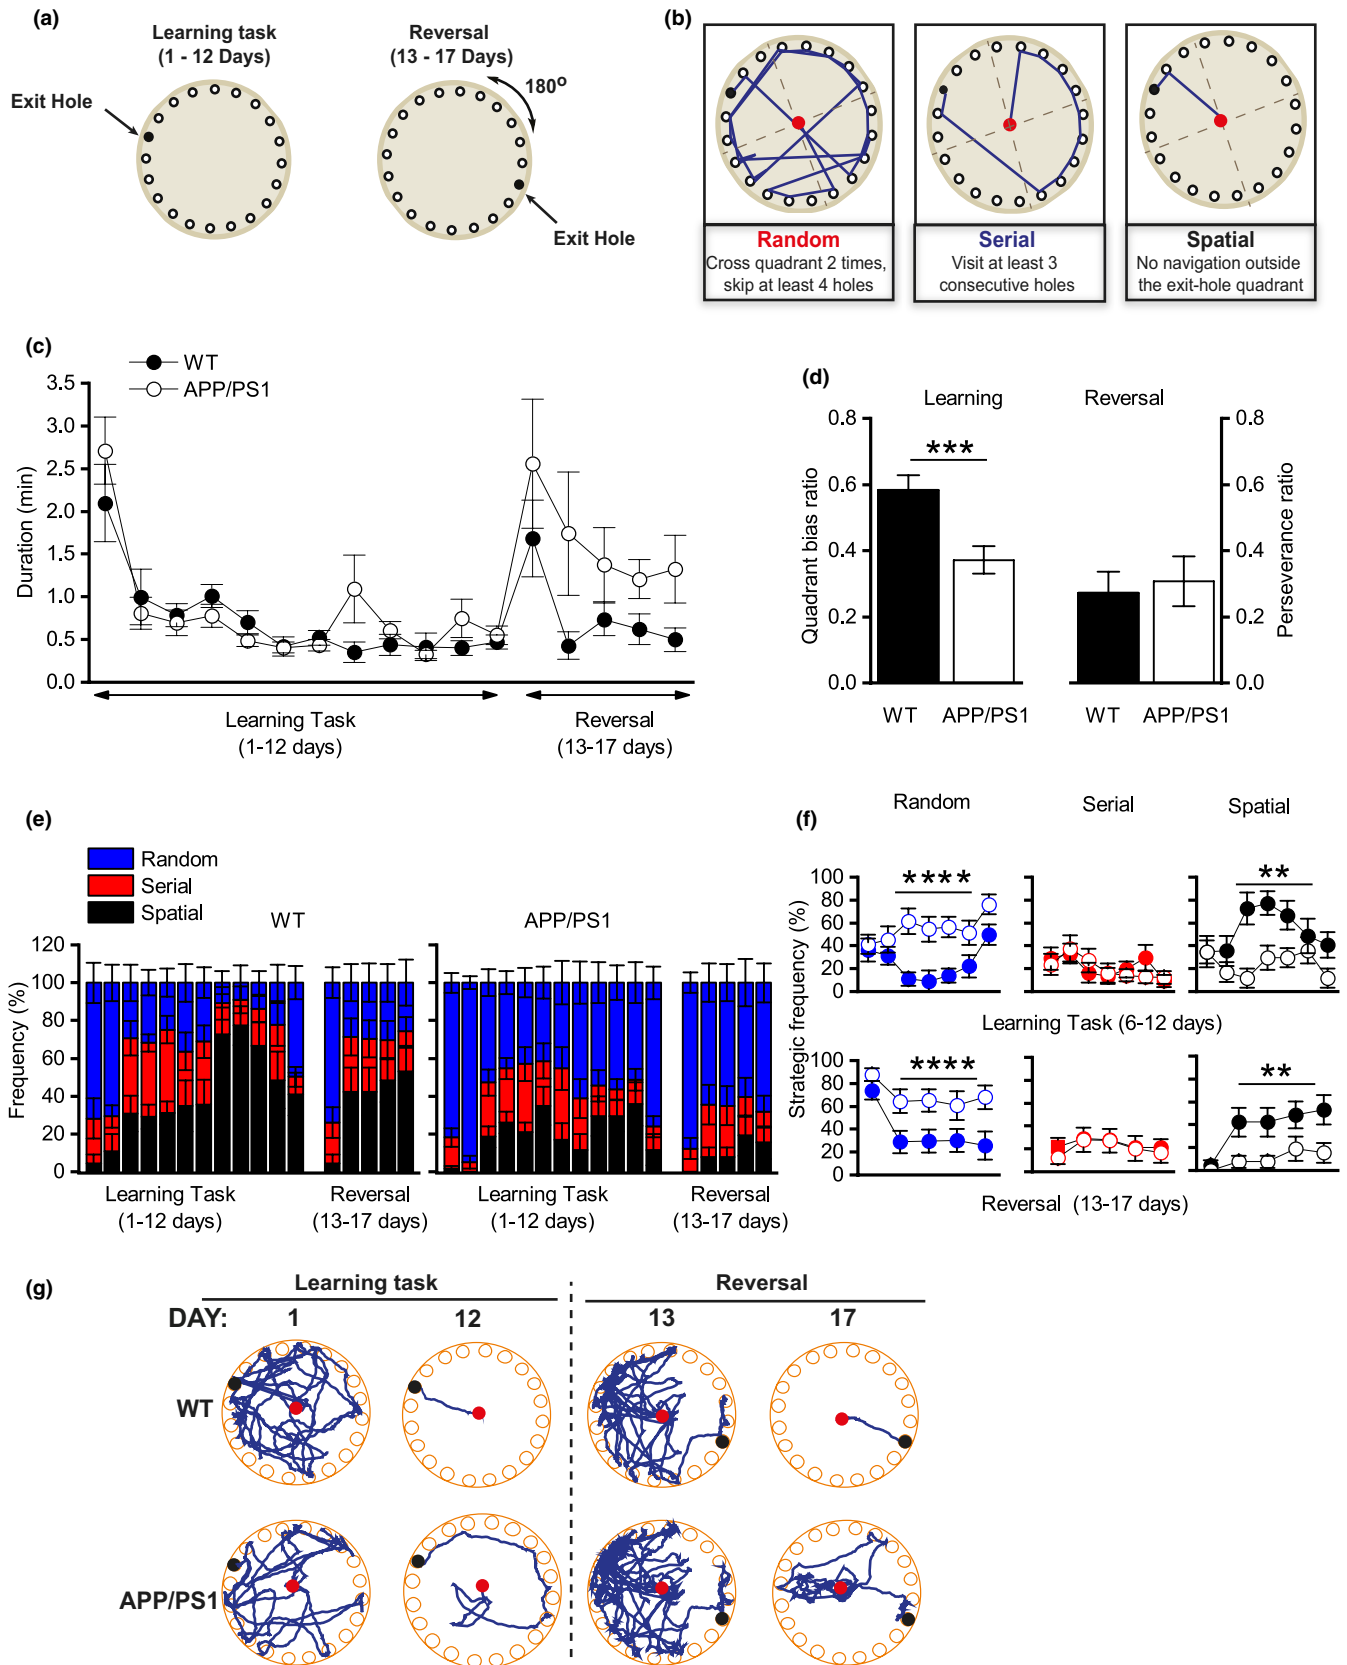 (a)
Learning task
(1 - 12 Days)
Reversal
(13 - 17 Days)
180o
Exit Hole
Exit Hole
(b)
Random
Cross quadrant 2 times,
skip at least 4 holes
Serial
Visit at least 3
consecutive holes
Spatial
No navigation outside
the exit-hole quadrant
(c)
WT
APP/PS1
Duration (min)
3.5
3.0
2.5
2.0
1.5
1.0
0.5
0.0
Learning Task
(1-12 days)
Reversal
(13-17 days)
(d)
Learning
Reversal
Quadrant bias ratio
0.8
0.6
0.4
0.2
0.0
***
0.8
0.6
0.4
0.2
0.0
Perseverance ratio
WT
APP/PS1
WT
APP/PS1
(e)
Random
Serial
Spatial
WT
APP/PS1
Frequency (%)
120
100
80
60
40
20
0
Learning Task
(1-12 days)
Reversal
(13-17 days)
Learning Task
(1-12 days)
Reversal
(13-17 days)
(f)
Random
Serial
Spatial
Strategic frequency (%)
100
80
60
40
20
0
****
**
Learning Task (6-12 days)
100
80
60
40
20
0
****
**
Reversal (13-17 days)
(g)
Learning task
Reversal
DAY:
1
12
13
17
WT
APP/PS1